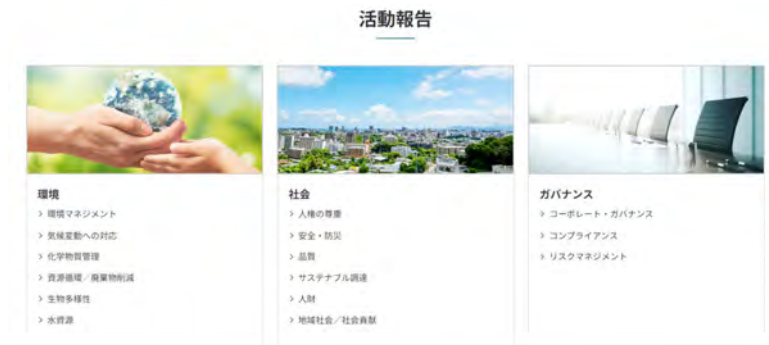 活動報告
環境
> 環境マネジメント
> 気候変動への対応
> 化学物質管理
> 資源循環／廃棄物削減
> 生物多様性
> 水資源
社会
> 人権の尊重
> 安全・防災
> 品質
> サステナブル調達
> 人財
> 地域社会／社会貢献
ガバナンス
> コーポレート・ガバナンス
> コンプライアンス
> リスクマネジメント